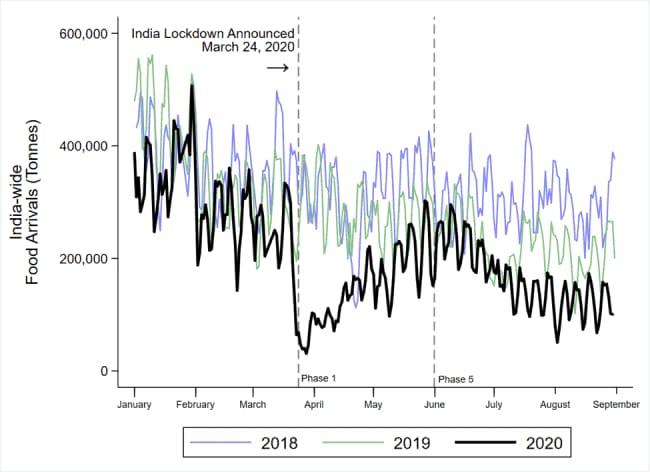 India-wide
Food Arrivals (Tonnes)
600,000
400,000
200,000
0
India Lockdown Announced
March 24, 2020
→
Phase 1
Phase 5
January February March April May June July August September
2018 2019 2020